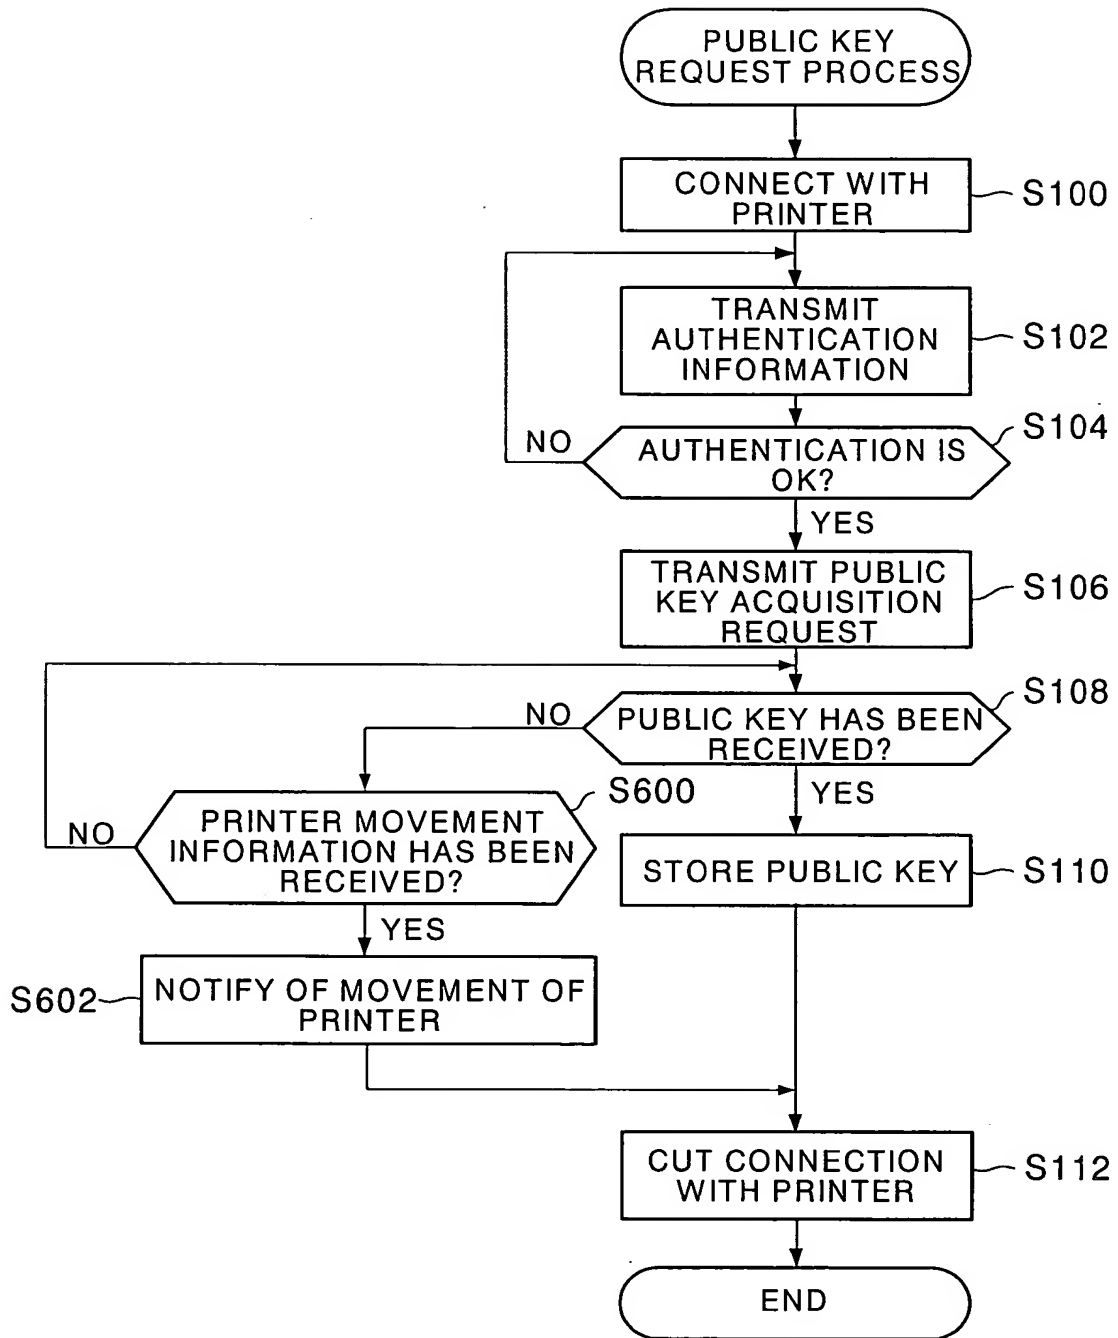 PUBLIC KEY
REQUEST PROCESS
CONNECT WITH
PRINTER
S100
TRANSMIT
AUTHENTICATION
INFORMATION
S102
S104
NO
AUTHENTICATION IS
OK?
YES
TRANSMIT PUBLIC
KEY ACQUISITION
REQUEST
S106
S108
NO
PUBLIC KEY HAS BEEN
RECEIVED?
YES
S600
NO
PRINTER MOVEMENT
INFORMATION HAS BEEN
RECEIVED?
YES
STORE PUBLIC KEY
S110
S602
NOTIFY OF MOVEMENT OF
PRINTER
CUT CONNECTION
WITH PRINTER
S112
END